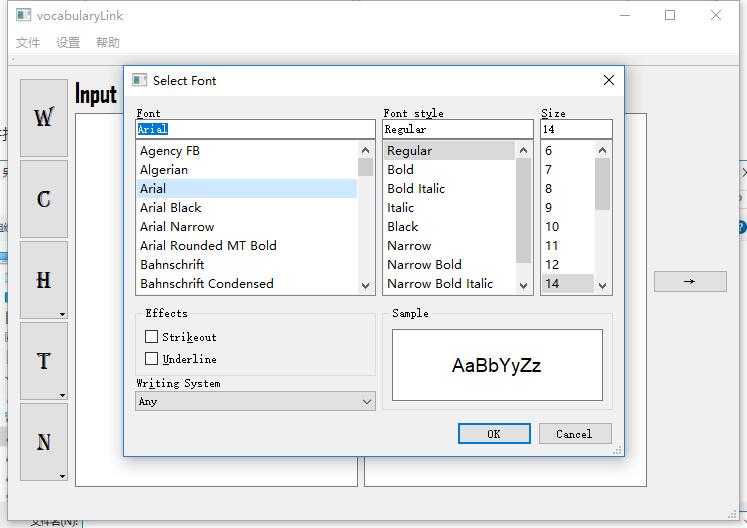 vocabularyLink
文件 设置 帮助
W
C
H
T
N
Input
Select Font
Font
Arial
Agency FB
Algerian
Arial
Arial Black
Arial Narrow
Arial Rounded MT Bold
Bahnschrift
Bahnschrift Condensed
Font style
Regular
Regular
Bold
Bold Italic
Italic
Black
Narrow
Narrow Bold
Narrow Bold Italic
Size
14
6
7
8
9
10
11
12
14
Effects
Strikeout
Underline
Writing System
Any
Sample
AaBbYyZz
OK Cancel
→
文件名(N):